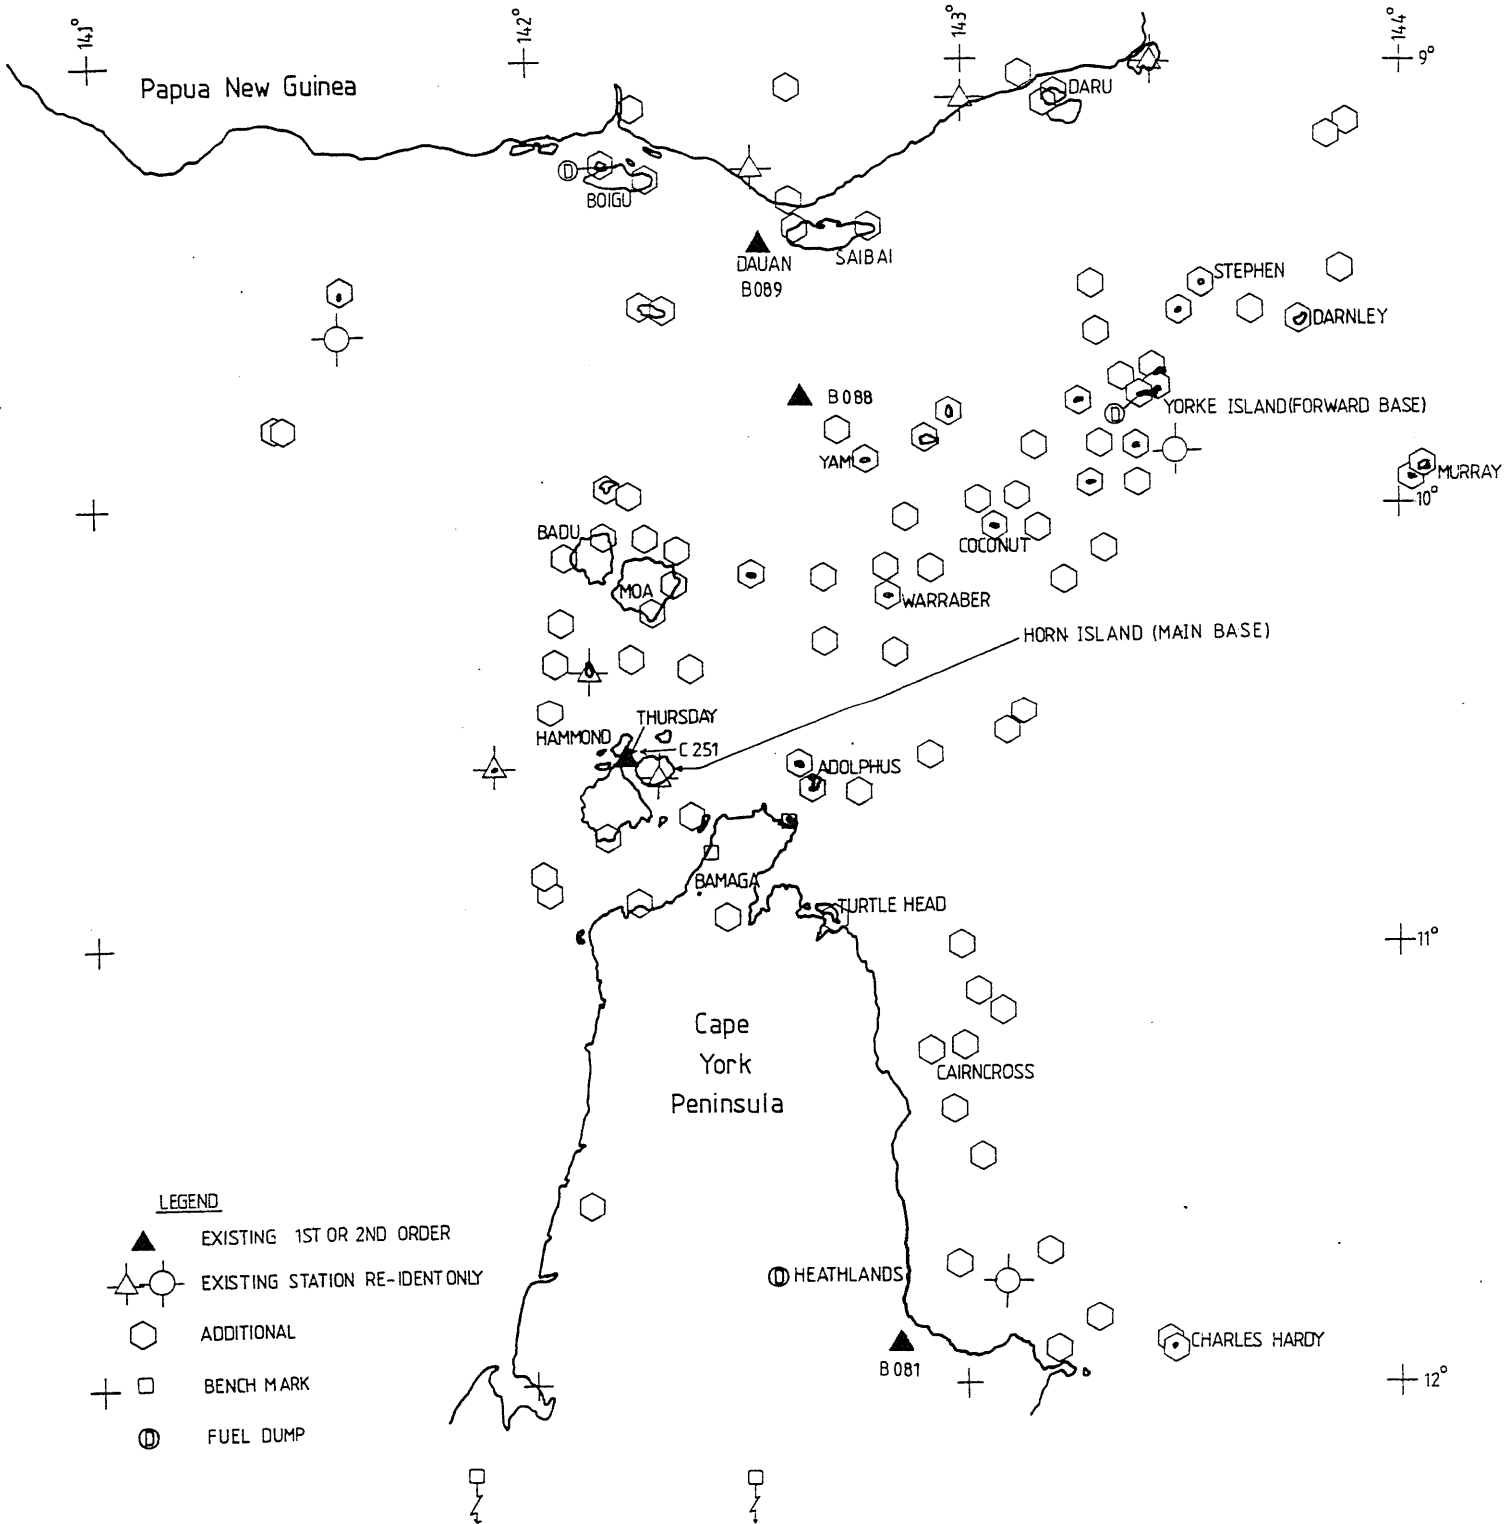 141°
142°
143°
144°
9°
Papua New Guinea
DARU
D
BOIGU
SAIBAI
DAUAN
B089
STEPHEN
DARNLEY
B 088
D
YORKE ISLAND(FORWARD BASE)
YAM
MURRAY
10°
BADU
COCONUT
MOA
WARRABER
HORN ISLAND (MAIN BASE)
THURSDAY
HAMMOND
C 251
ADOLPHUS
BAMAGA
TURTLE HEAD
11°
Cape
York
Peninsula
CAIRNCROSS
LEGEND
EXISTING 1ST OR 2ND ORDER
EXISTING STATION RE-IDENT ONLY
ADDITIONAL
BENCH MARK
D
FUEL DUMP
D
HEATHLANDS
B 081
CHARLES HARDY
12°